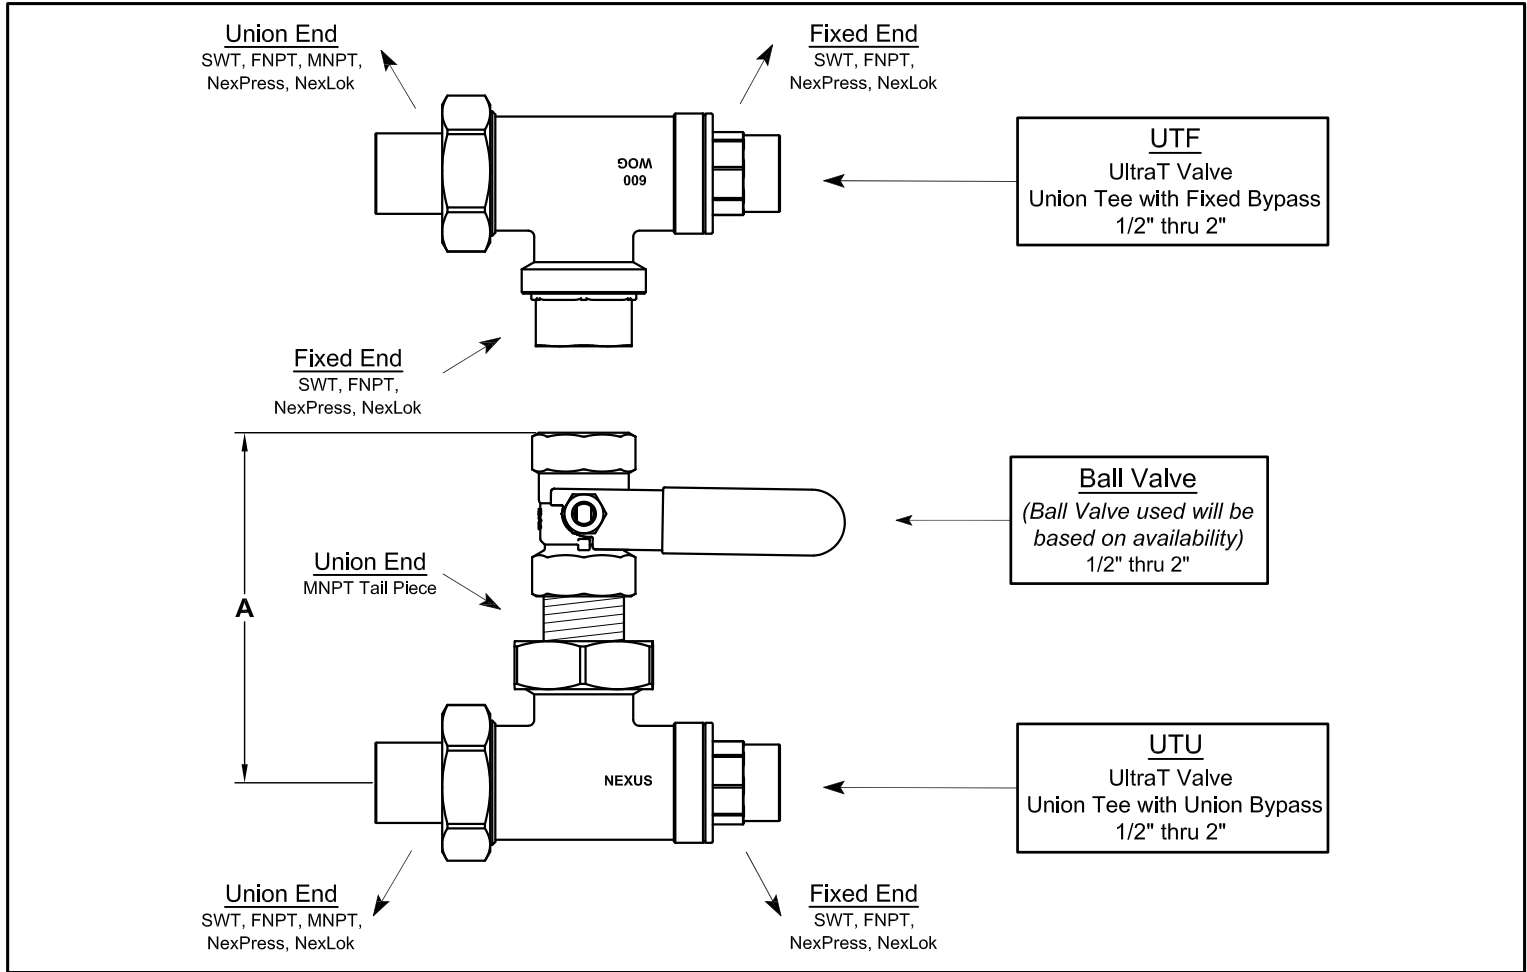 Union End
SWT, FNPT, MNPT,
NexPress, NexLok
Fixed End
SWT, FNPT,
NexPress, NexLok
600
WOG
UTF
UltraT Valve
Union Tee with Fixed Bypass
1/2" thru 2"
Fixed End
SWT, FNPT,
NexPress, NexLok
Ball Valve
(Ball Valve used will be
based on availability)
1/2" thru 2"
Union End
MNPT Tail Piece
A
NEXUS
UTU
UltraT Valve
Union Tee with Union Bypass
1/2" thru 2"
Union End
SWT, FNPT, MNPT,
NexPress, NexLok
Fixed End
SWT, FNPT,
NexPress, NexLok